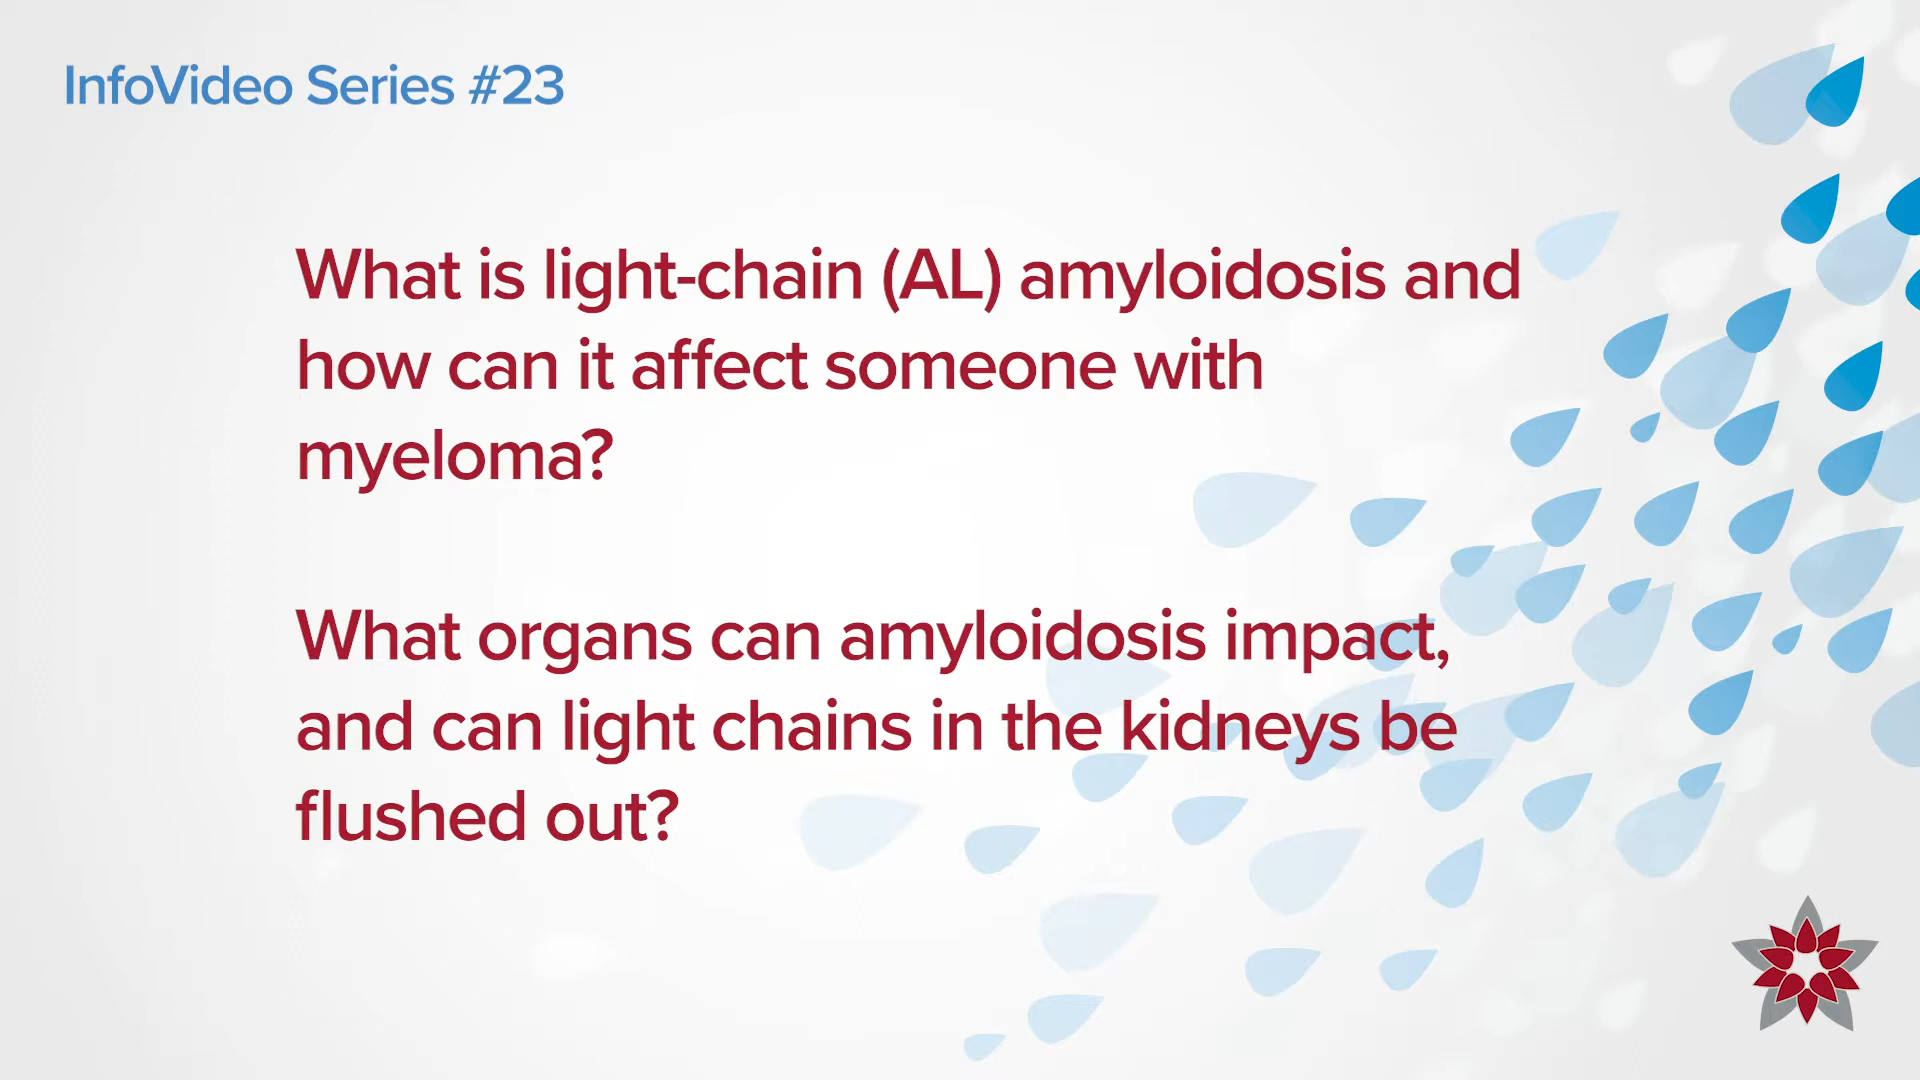 InfoVideo Series #23
What is light-chain (AL) amyloidosis and
how can it affect someone with
myeloma?
What organs can amyloidosis impact,
and can light chains in the kidneys be
flushed out?